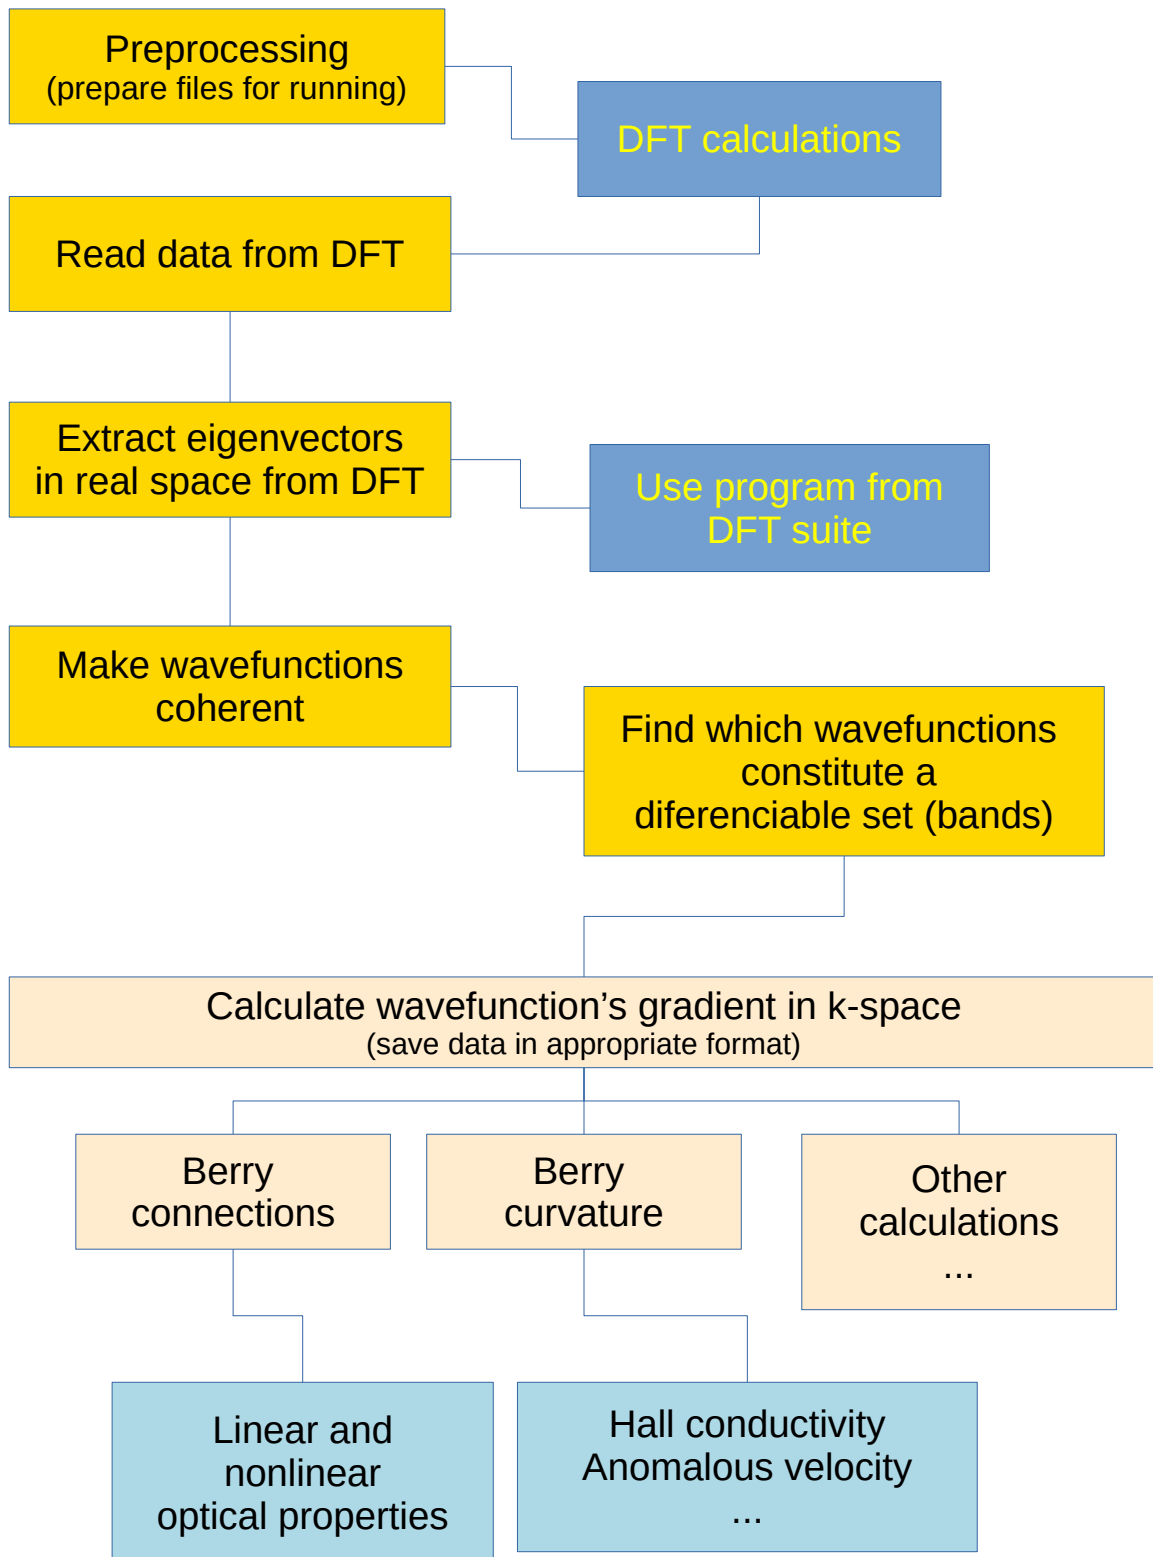 Preprocessing
(prepare files for running)
DFT calculations
Read data from DFT
Extract eigenvectors
in real space from DFT
Use program from
DFT suite
Make wavefunctions
coherent
Find which wavefunctions
constitute a
diferenciable set (bands)
Calculate wavefunction’s gradient in k-space
(save data in appropriate format)
Berry
connections
Berry
curvature
Other
calculations
...
Linear and
nonlinear
optical properties
Hall conductivity
Anomalous velocity
...